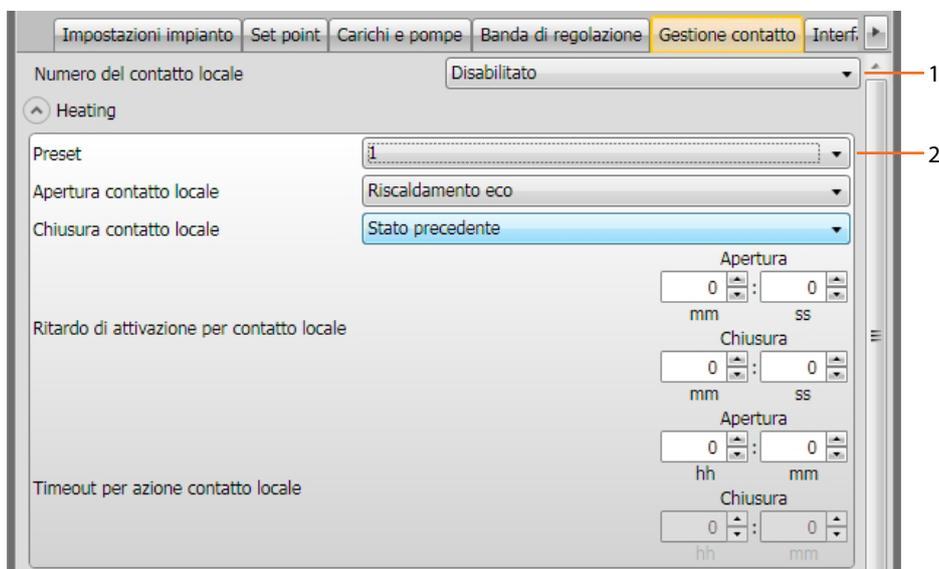 Impostazioni impianto Set point Carichi e pompe Banda di regolazione Gestione contatto Interf.
Numero del contatto locale Disabilitato 1
Heating
Preset 1 2
Apertura contatto locale Riscaldamento eco
Chiusura contatto locale Stato precedente
Apertura
0 : 0
mm ss
Ritardo di attivazione per contatto locale
Chiusura
0 : 0
mm ss
Apertura
0 : 0
hh mm
Timeout per azione contatto locale
Chiusura
0 : 0
hh mm